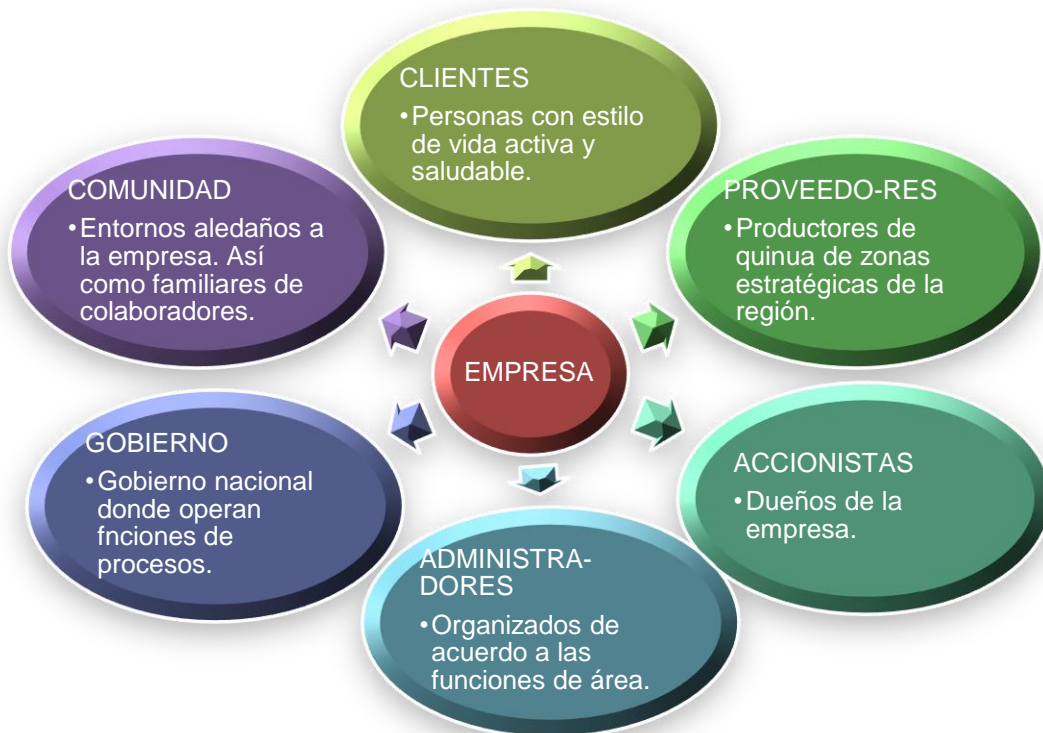 CLIENTES
•Personas con estilo
de vida activa y
saludable.
COMUNIDAD
•Entornos aledaños a
la empresa. Así
como familiares de
colaboradores.
PROVEEDO-RES
•Productores de
quinua de zonas
estratégicas de la
región.
EMPRESA
GOBIERNO
•Gobierno nacional
donde operan
fnciones de
procesos.
ACCIONISTAS
•Dueños de la
empresa.
ADMINISTRA-
DORES
•Organizados de
acuerdo a las
funciones de área.